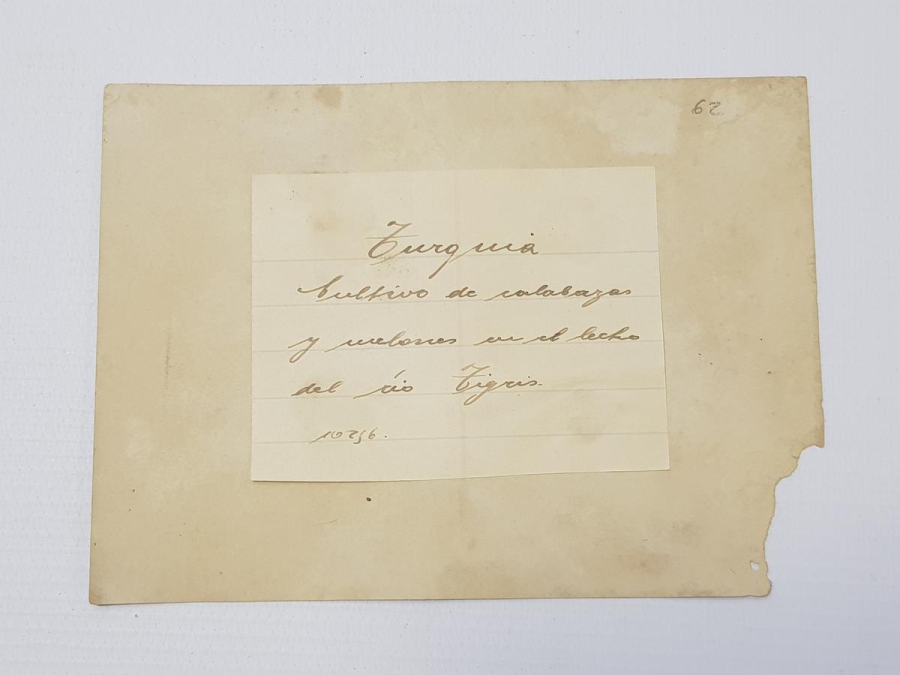 62
Turquia
Cultivo de calabazas
y melones en el lecho
del río Tigris.
10256.